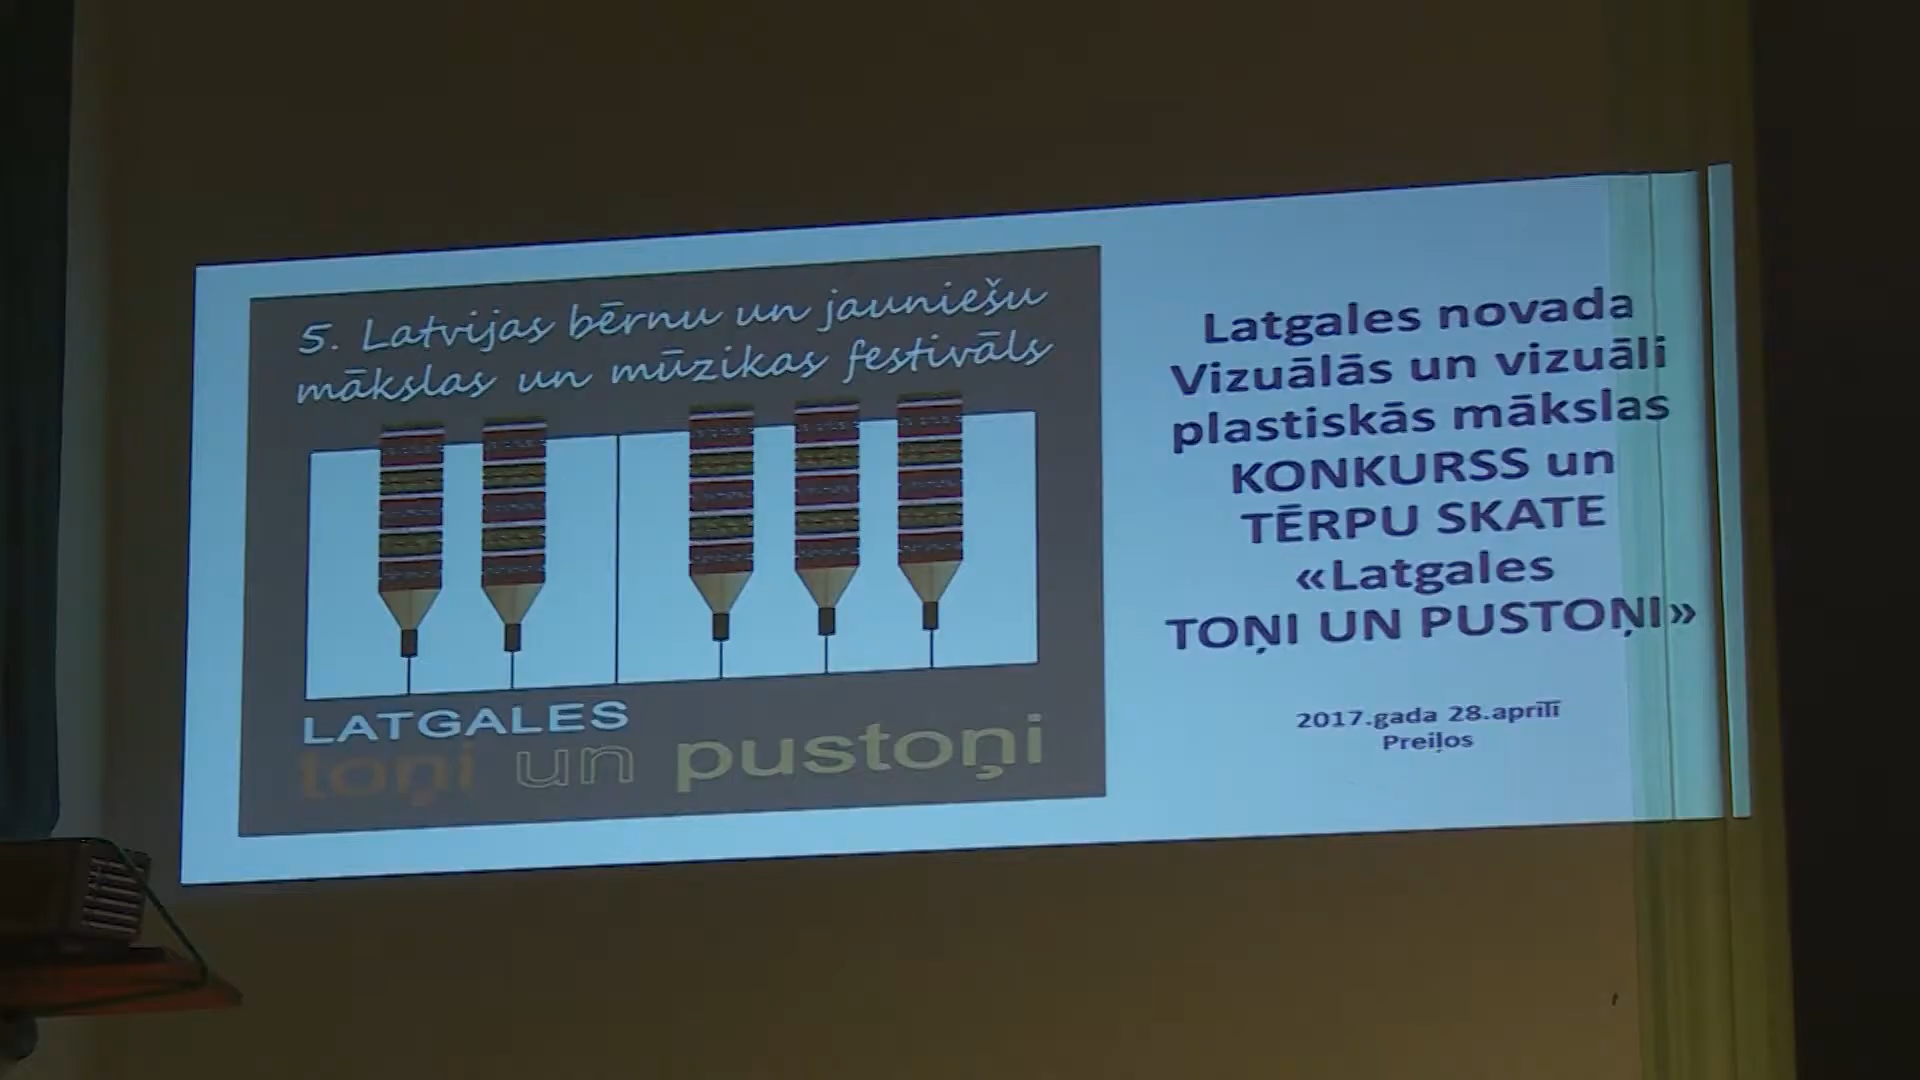 5. Latvijas bērnu un jauniešu
mākslas un mūzikas festivāls
LATGALES
toņi un pustoņi
Latgales novada
Vizuālās un vizuāli
plastiskās mākslas
KONKURSS un
TĒRPU SKATE
«Latgales
TOŅI UN PUSTOŅI»
2017.gada 28.aprīlī
Preiļos